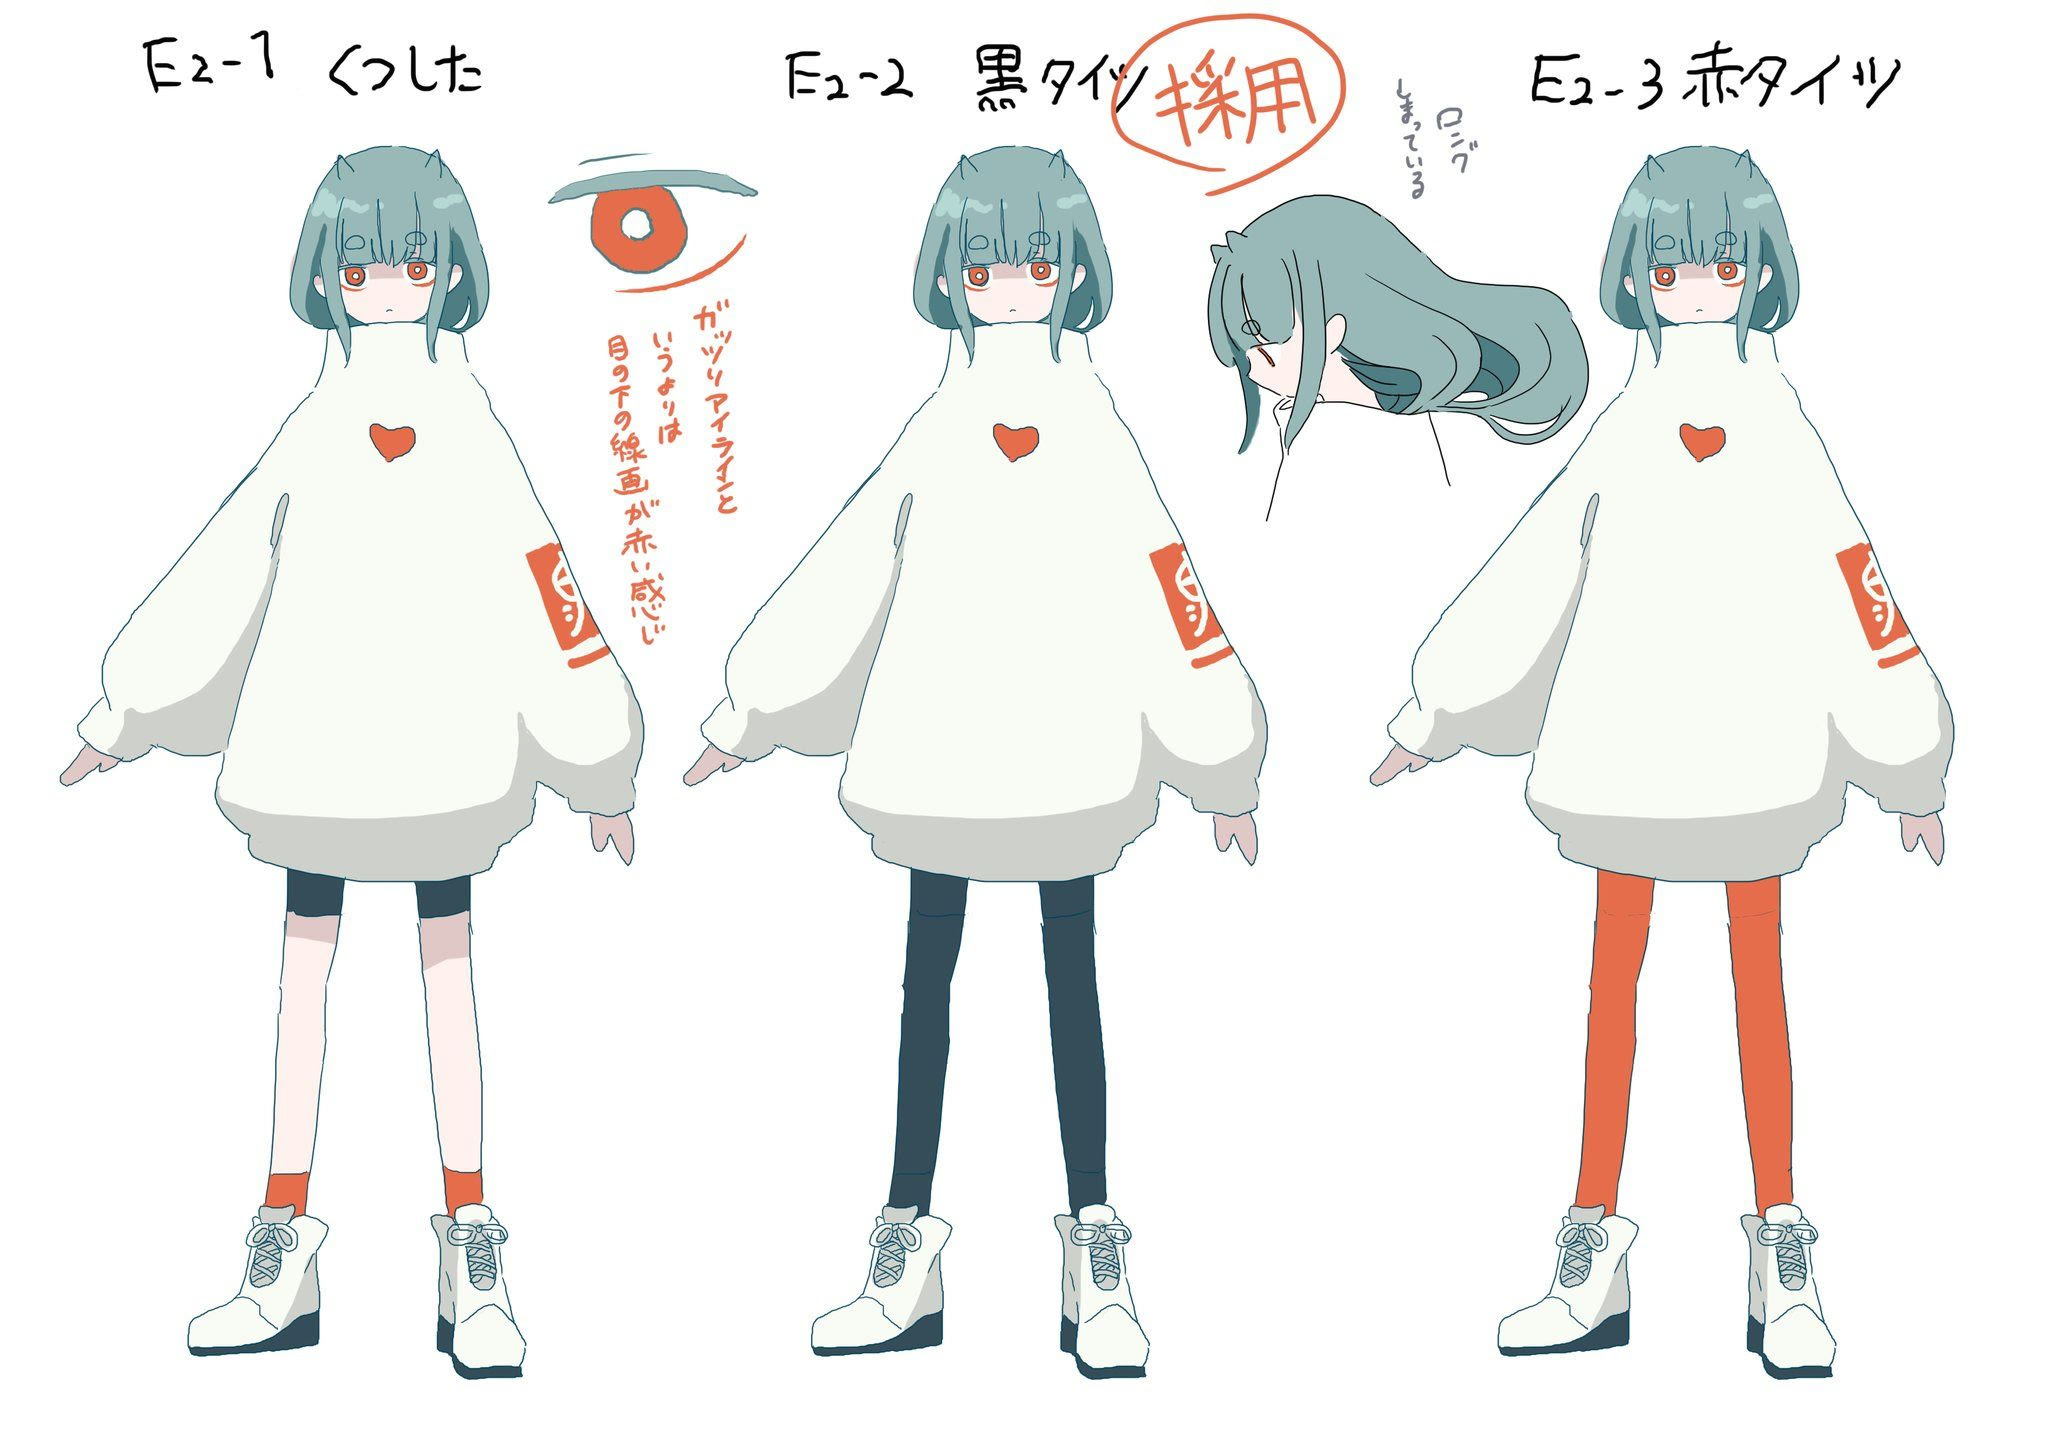 E2-1 くつした
E2-2 黒タイツ
採用
E2-3 赤タイツ
ガッツリアイラインと
いうよりは
目の下の線画が赤い感じ
ロング
しまっている